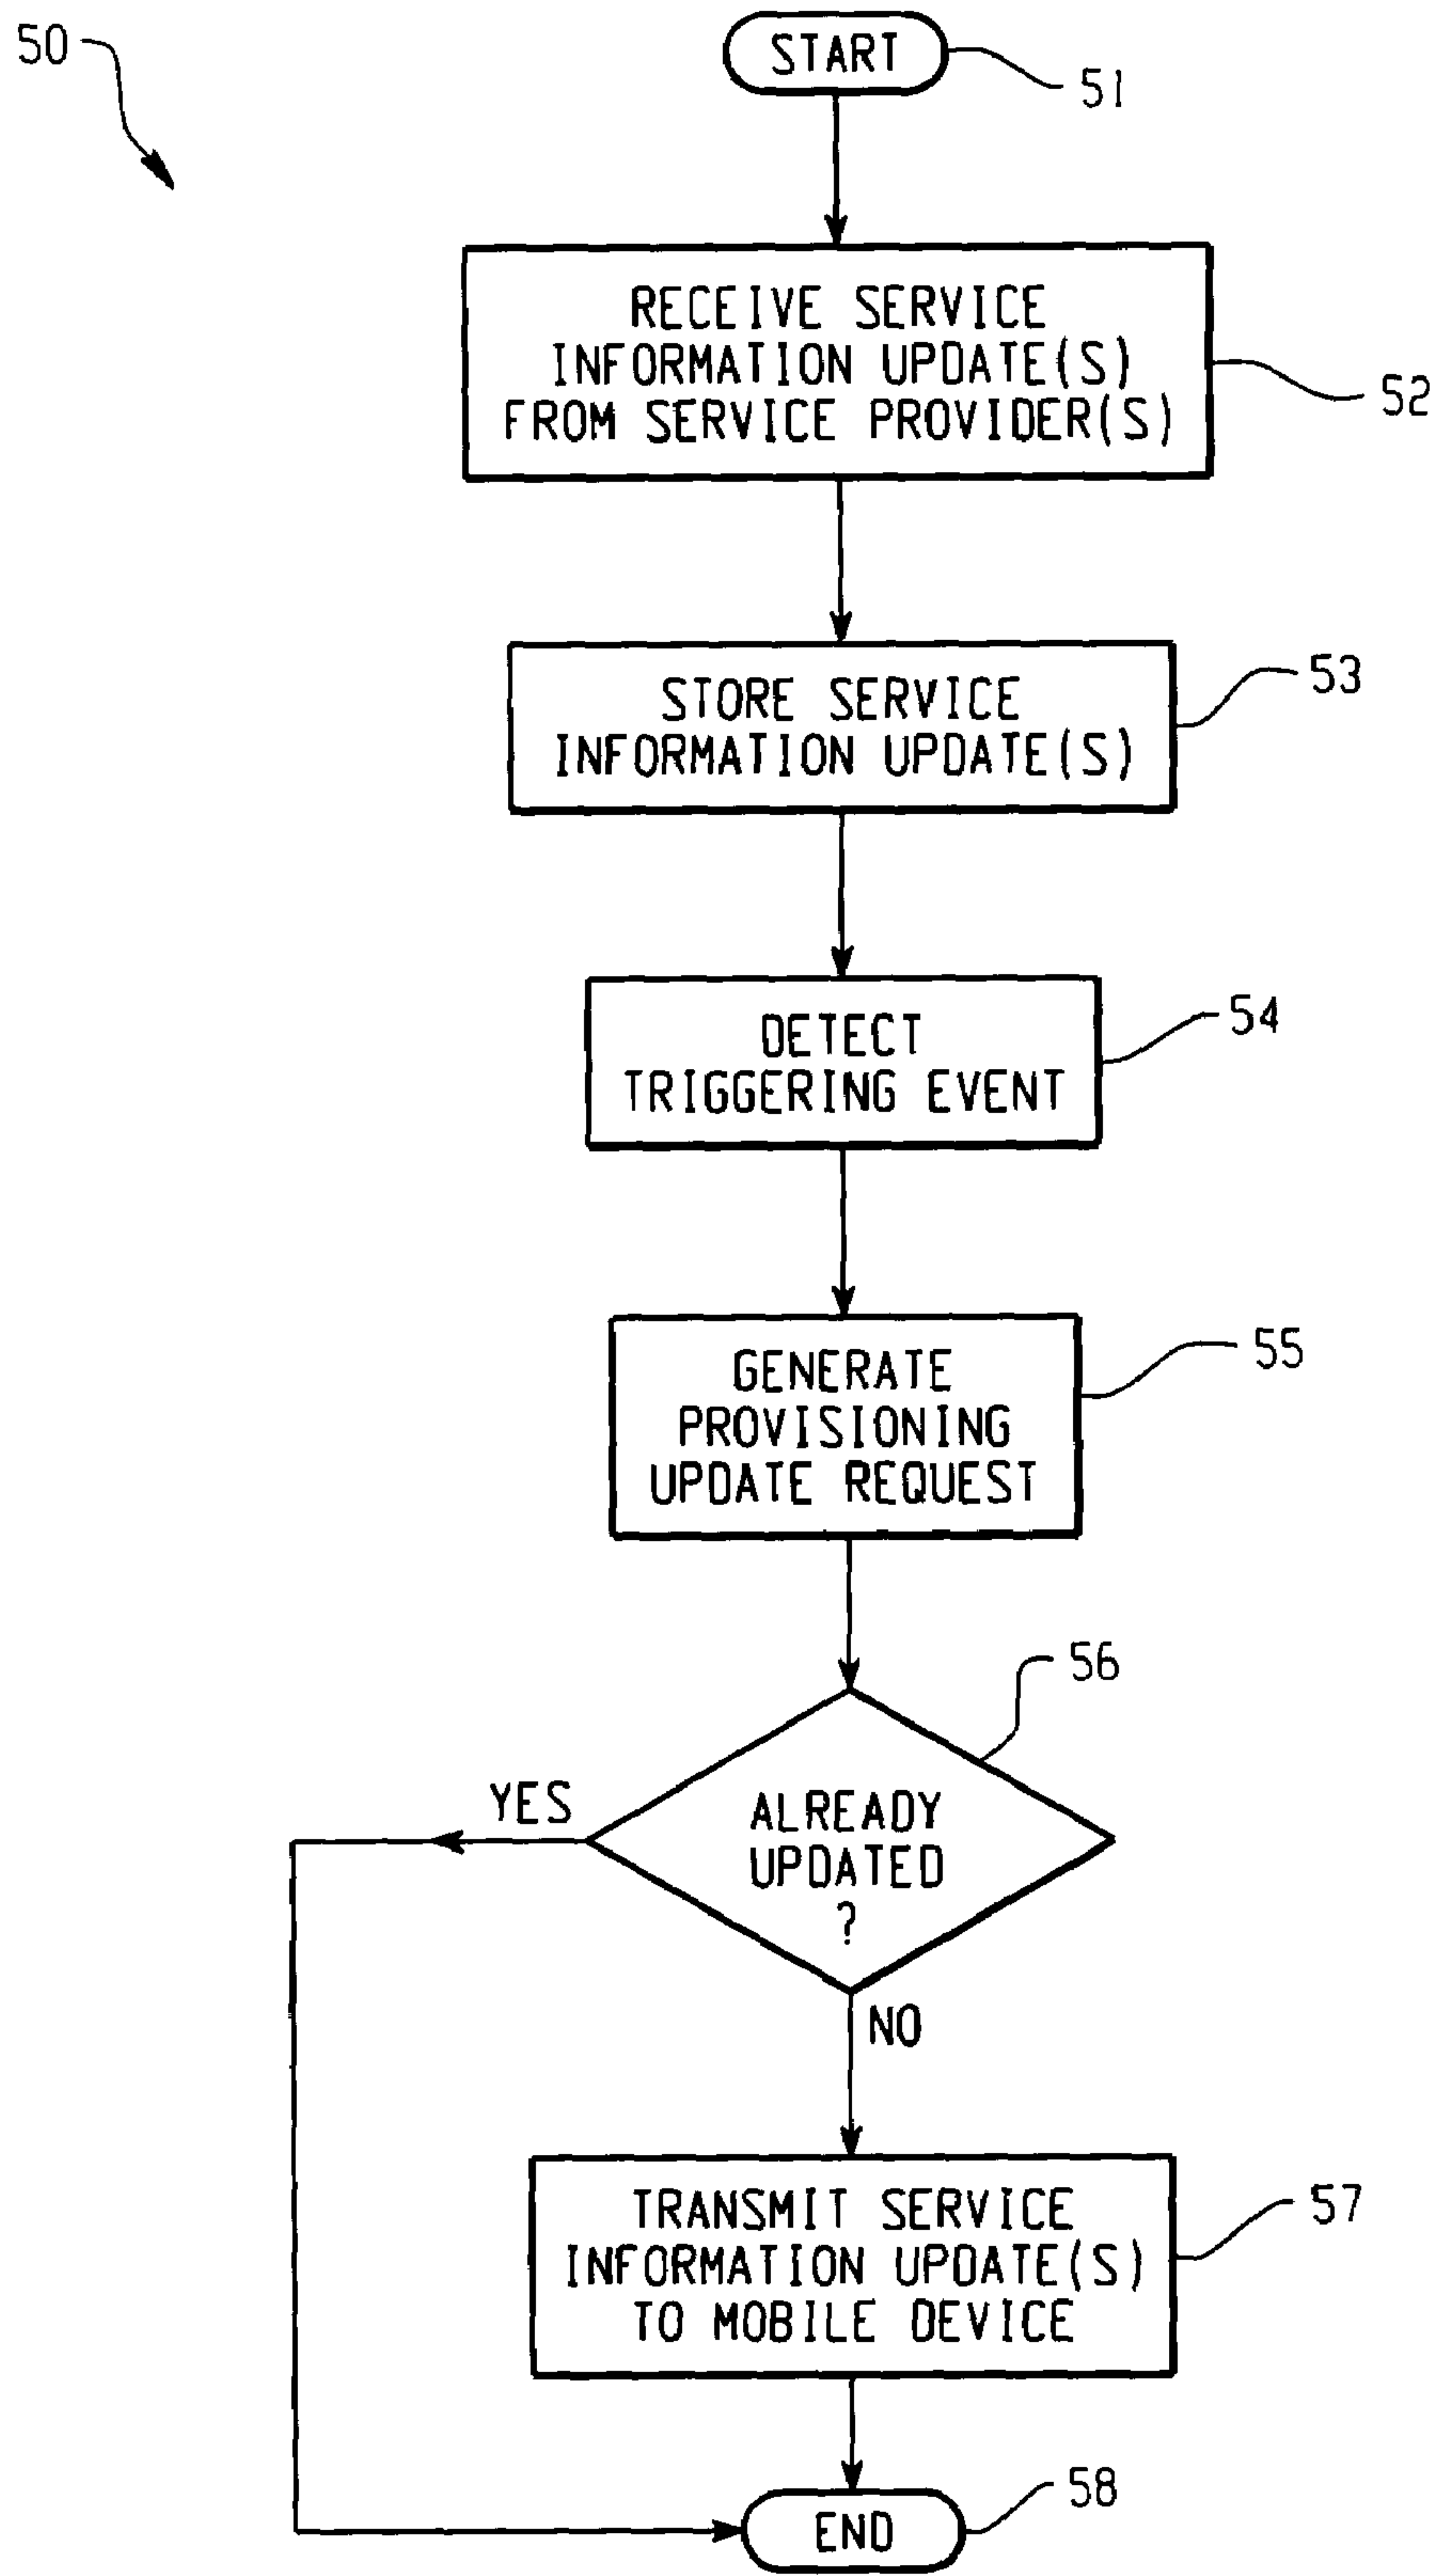 50
START
51
RECEIVE SERVICE
INFORMATION UPDATE(S)
FROM SERVICE PROVIDER(S)
52
STORE SERVICE
INFORMATION UPDATE(S)
53
DETECT
TRIGGERING EVENT
54
GENERATE
PROVISIONING
UPDATE REQUEST
55
56
YES
ALREADY
UPDATED
?
NO
TRANSMIT SERVICE
INFORMATION UPDATE(S)
TO MOBILE DEVICE
57
END
58